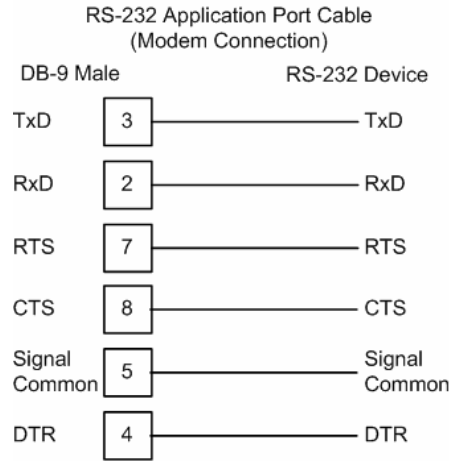 RS-232 Application Port Cable
(Modem Connection)
DB-9 Male RS-232 Device
TxD 3 TxD
RxD 2 RxD
RTS 7 RTS
CTS 8 CTS
Signal Common 5 Signal Common
DTR 4 DTR